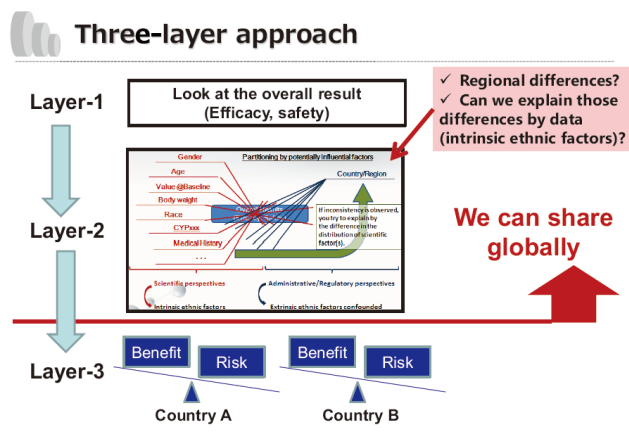 Three-layer approach
Layer-1
Look at the overall result
(Efficacy, safety)
✓ Regional differences?
✓ Can we explain those
differences by data
(intrinsic ethnic factors)?
Layer-2
Gender
Age
Value @Baseline
Body weight
Race
CYPxxx
Medical History
...
Partitioning by potentially influential factors
Country/Region
If inconsistency is observed,
you try to explain by
the difference in the
distribution of scientific
factor(s).
Scientific perspectives
Intrinsic ethnic factors
Administrative/Regulatory perspectives
Extrinsic ethnic factors confounded
We can share
globally
Layer-3
Benefit
Risk
Country A
Benefit
Risk
Country B